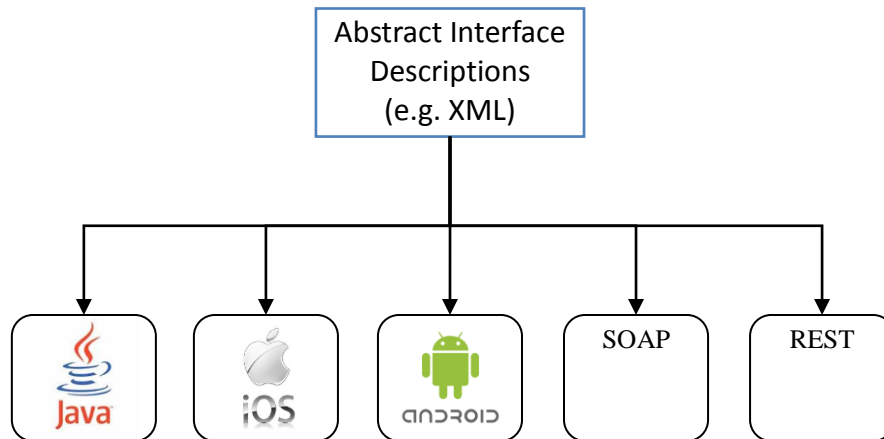 Abstract Interface
Descriptions
(e.g. XML)
Java
iOS
ANDROID
SOAP
REST